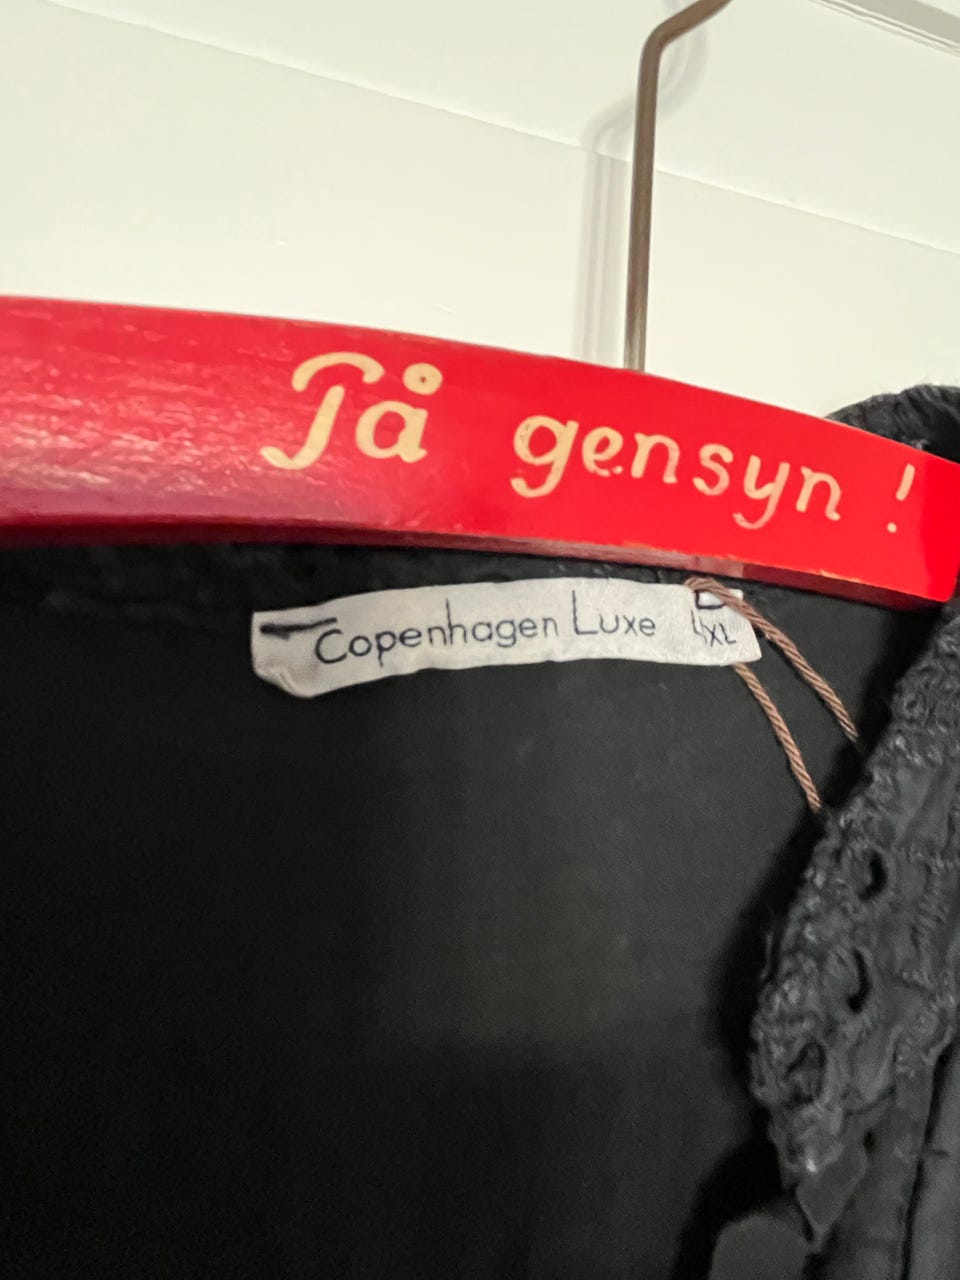 På gensyn !
Copenhagen Luxe
L/XL